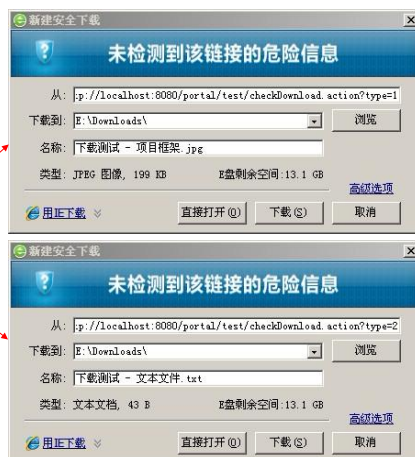 新建安全下载
未检测到该链接的危险信息
从: :p://localhost:8080/portal/test/checkDownload.action?type=1
下载到: E:\Downloads\ 浏览
名称: 下载测试 - 项目框架.jpg
类型: JPEG 图像, 199 KB E盘剩余空间:13.1 GB
高级选项
用IE下载 直接打开(O) 下载(S) 取消
新建安全下载
未检测到该链接的危险信息
从: :p://localhost:8080/portal/test/checkDownload.action?type=2
下载到: E:\Downloads\ 浏览
名称: 下载测试 - 文本文件.txt
类型: 文本文档, 43 B E盘剩余空间:13.1 GB
高级选项
用IE下载 直接打开(O) 下载(S) 取消